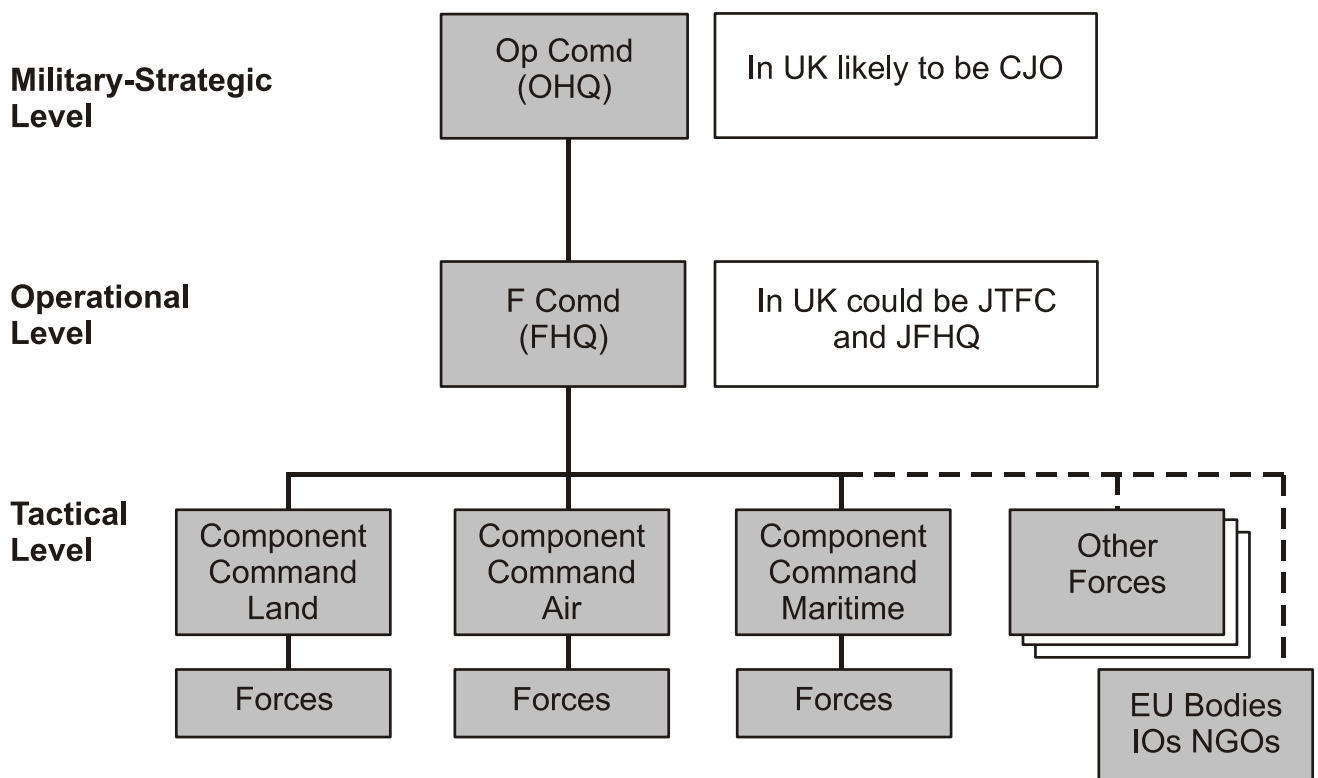 Military-Strategic
Level
Op Comd
(OHQ)
In UK likely to be CJO
Operational
Level
F Comd
(FHQ)
In UK could be JTFC
and JFHQ
Tactical
Level
Component
Command
Land
Component
Command
Air
Component
Command
Maritime
Other
Forces
Forces
Forces
Forces
EU Bodies
IOs NGOs